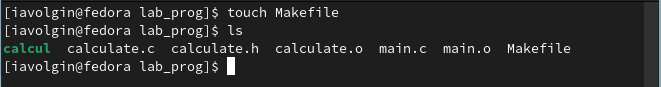 [iavolgin@fedora lab_prog]$ touch Makefile
[iavolgin@fedora lab_prog]$ ls
calcul  calculate.c  calculate.h  calculate.o  main.c  main.o  Makefile
[iavolgin@fedora lab_prog]$